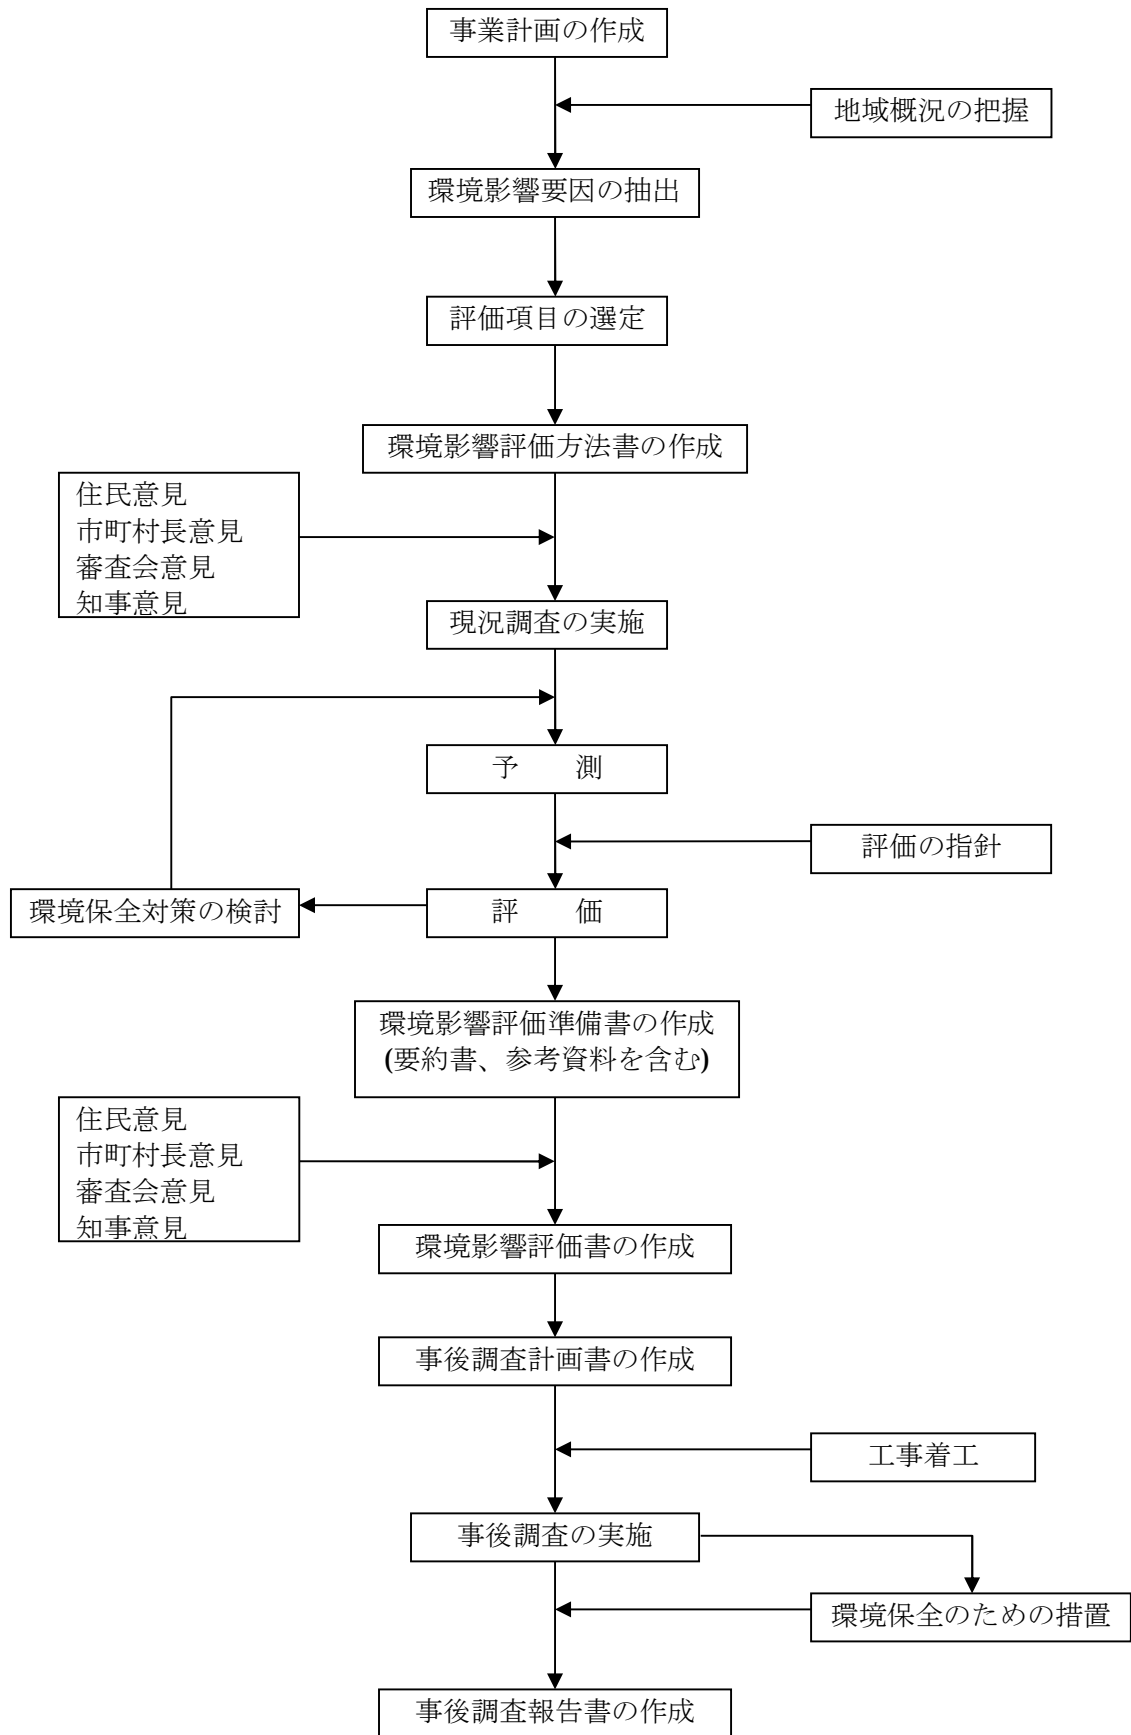 事業計画の作成
地域概況の把握
環境影響要因の抽出
評価項目の選定
環境影響評価方法書の作成
住民意見
市町村長意見
審査会意見
知事意見
現況調査の実施
予　　測
評価の指針
環境保全対策の検討
評　　価
環境影響評価準備書の作成
(要約書、参考資料を含む)
住民意見
市町村長意見
審査会意見
知事意見
環境影響評価書の作成
事後調査計画書の作成
工事着工
事後調査の実施
環境保全のための措置
事後調査報告書の作成